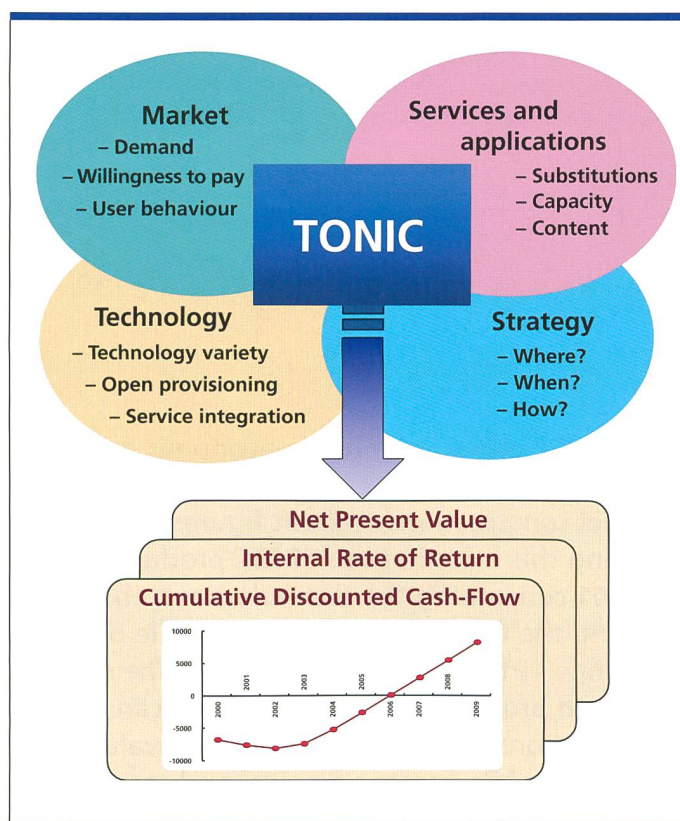 Market
– Demand
– Willingness to pay
– User behaviour
Services and
applications
– Substitutions
– Capacity
– Content
TONIC
Technology
– Technology variety
– Open provisioning
– Service integration
Strategy
– Where?
– When?
– How?
Net Present Value
Internal Rate of Return
Cumulative Discounted Cash-Flow
10000
5000
0
-5000
-10000
2000
2001
2002
2003
2004
2005
2006
2007
2008
2009